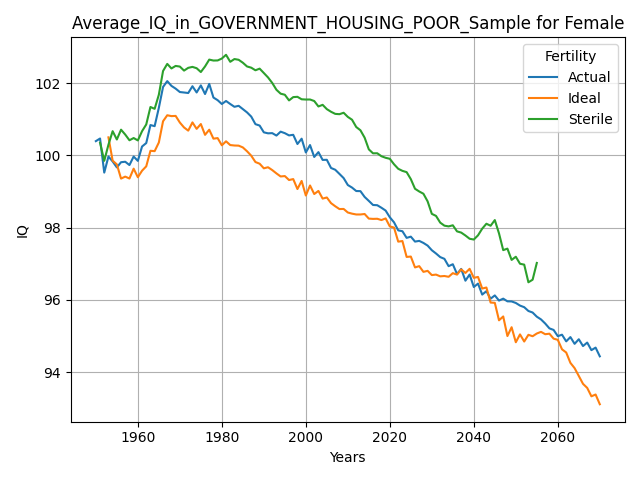 Average_IQ_in_GOVERNMENT_HOUSING_POOR_Sample for Female
Fertility
Actual
Ideal
Sterile
IQ
102
100
98
96
94
1960
1980
2000
2020
2040
2060
Years